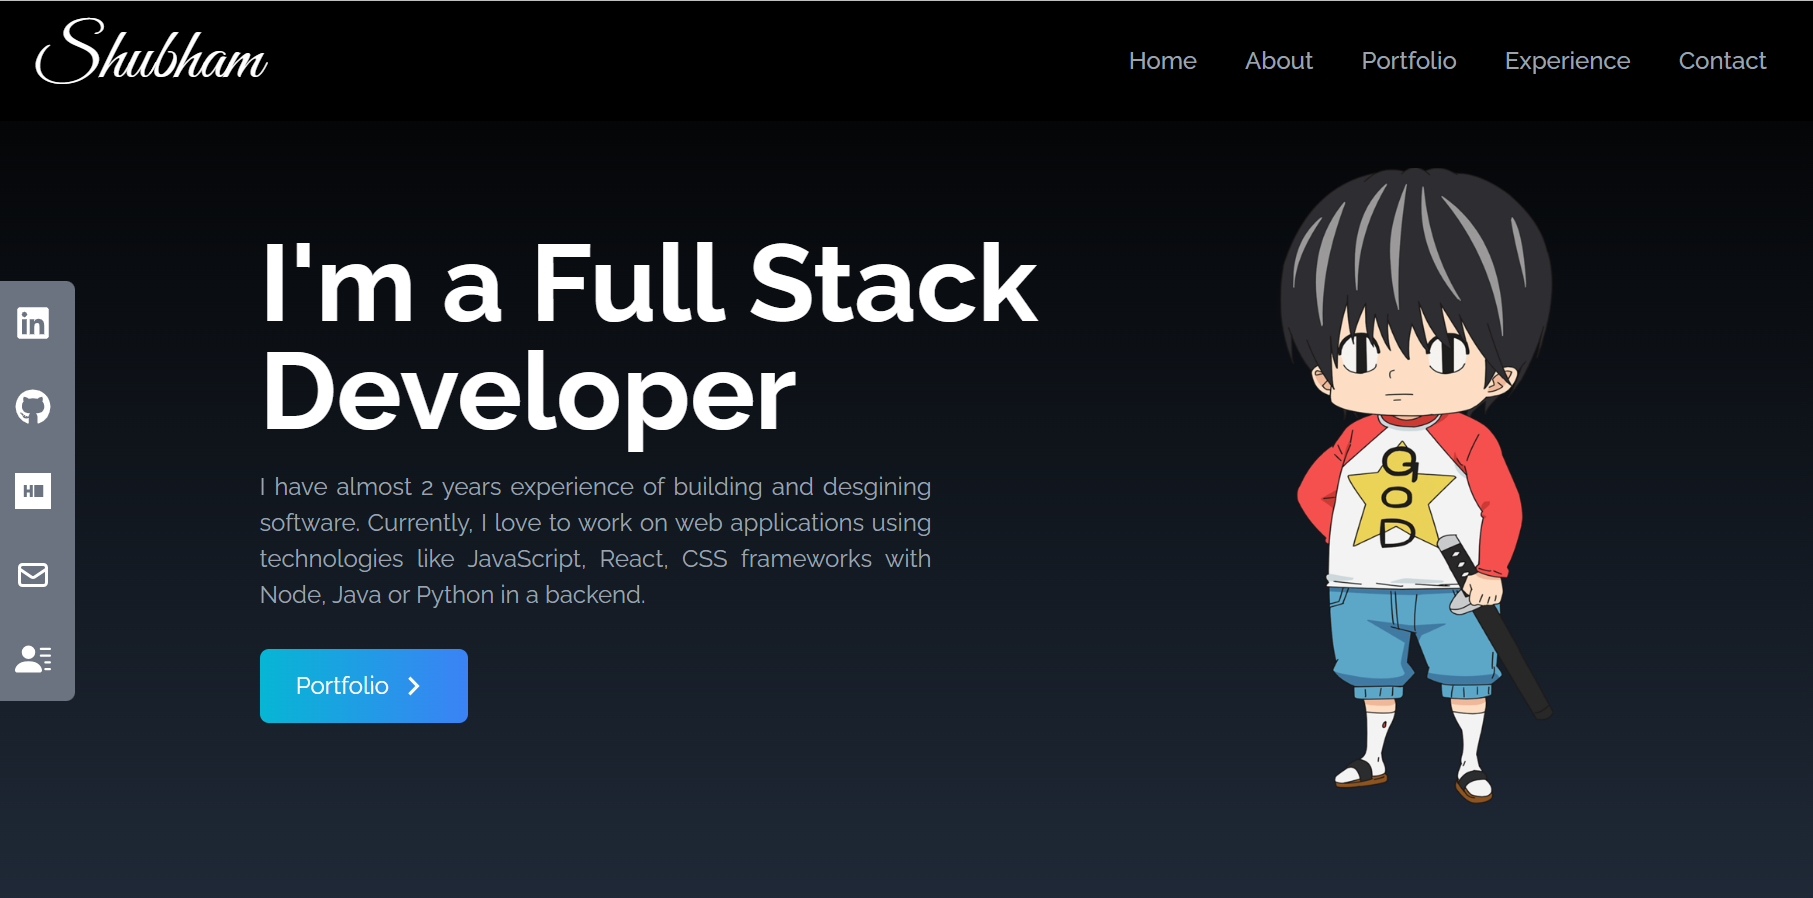 Shubham
Home
About
Portfolio
Experience
Contact
I'm a Full Stack
Developer
I have almost 2 years experience of building and desgining
software. Currently, I love to work on web applications using
technologies like JavaScript, React, CSS frameworks with
Node, Java or Python in a backend.
Portfolio
in
H
GOD